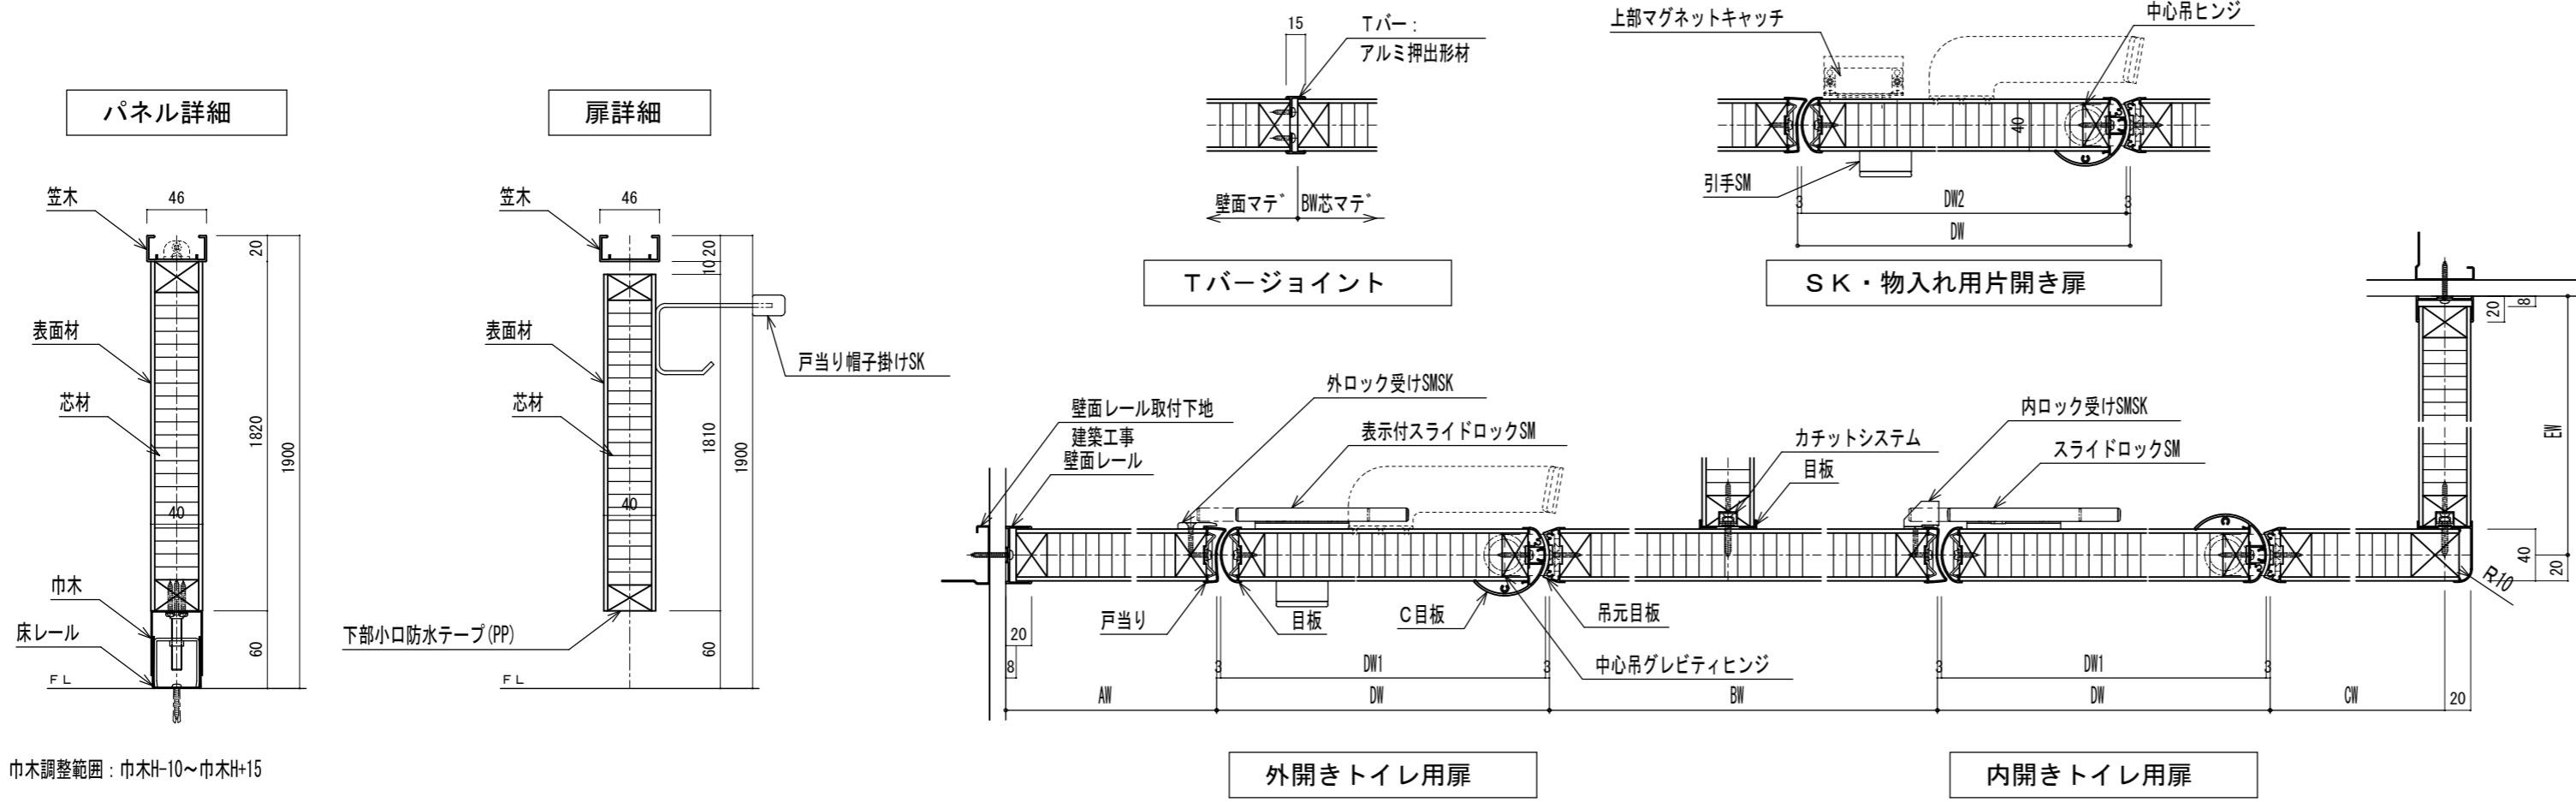 パネル詳細
笠木
46
20
表面材
芯材
1820
1900
40
巾木
床レール
60
FL
巾木調整範囲：巾木H-10～巾木H+15
扉詳細
笠木
46
20
10
表面材
戸当り帽子掛けSK
芯材
1810
1900
40
下部小口防水テープ(PP)
60
FL
15
Tバー：
アルミ押出形材
壁面マデ
BW芯マデ
Tバージョイント
上部マグネットキャッチ
中心吊ヒンジ
40
引手SM
3
DW2
3
DW
SK・物入れ用片開き扉
壁面レール取付下地
建築工事
壁面レール
外ロック受けSMSK
表示付スライドロックSM
カチットシステム
目板
内ロック受けSMSK
スライドロックSM
20
8
EW
40
20
R10
戸当り
目板
C目板
吊元目板
中心吊グレビティヒンジ
20
8
3
DW1
3
3
DW1
3
AW
DW
BW
DW
CW
20
外開きトイレ用扉
内開きトイレ用扉